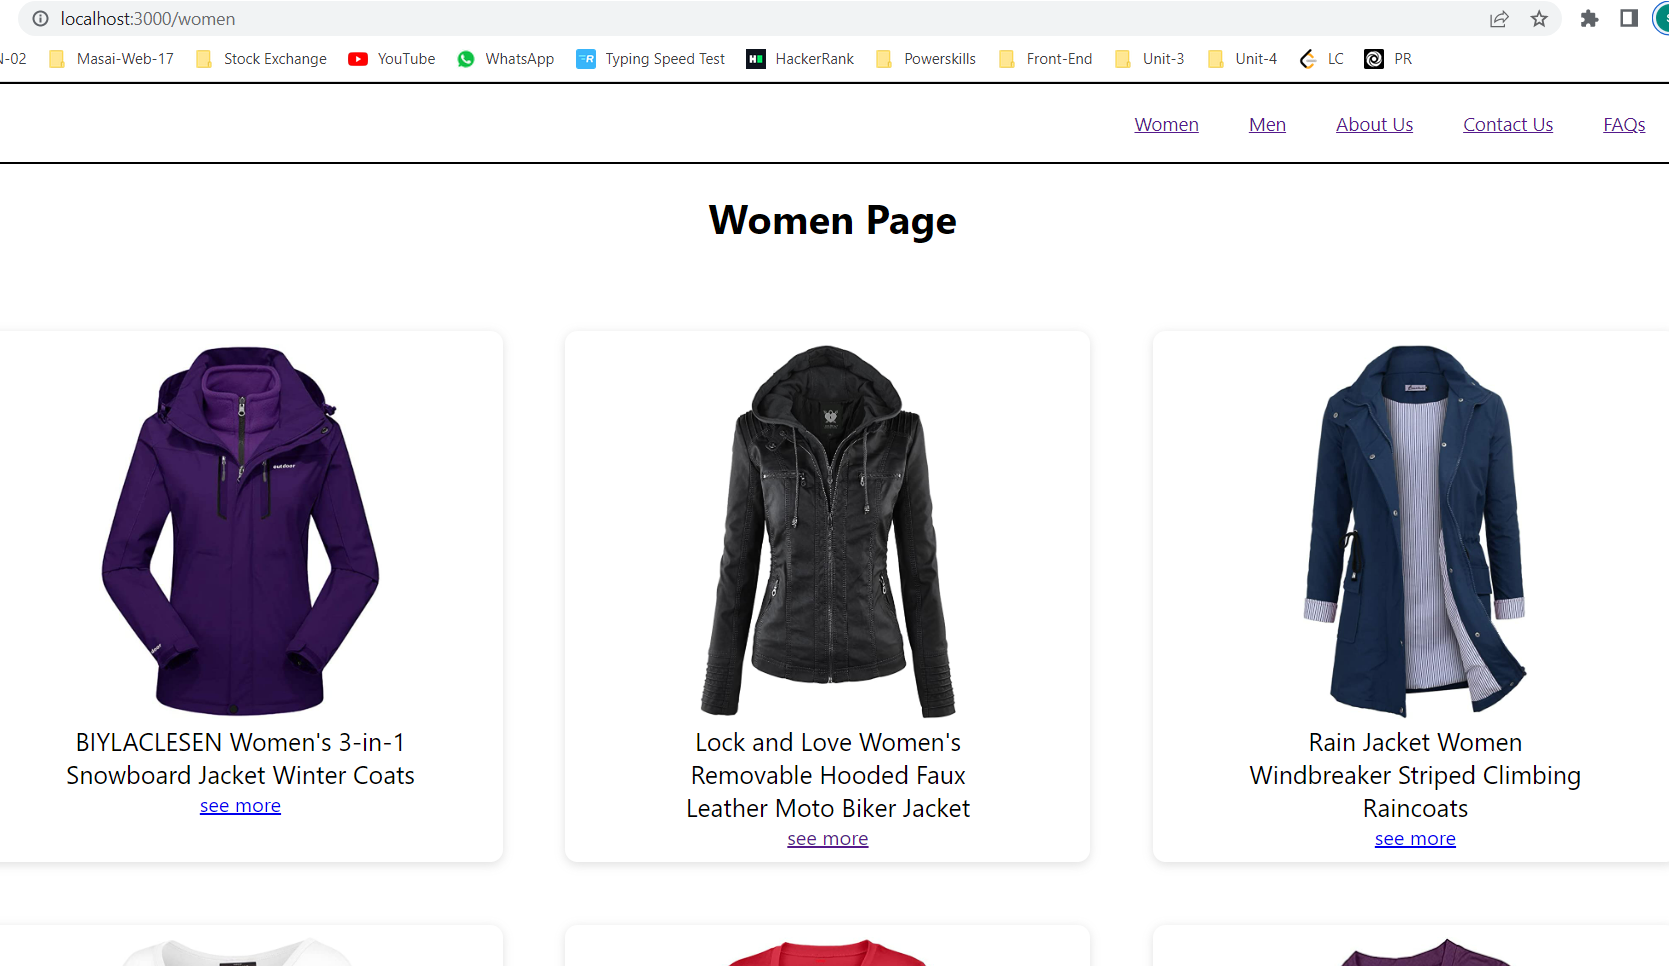 localhost:3000/women
N-02 Masai-Web-17 Stock Exchange YouTube WhatsApp Typing Speed Test HackerRank Powerskills Front-End Unit-3 Unit-4 LC PR
Women Men About Us Contact Us FAQs
Women Page
outdoor
BIYLACLESEN Women's 3-in-1
Snowboard Jacket Winter Coats
see more
Lock and Love Women's
Removable Hooded Faux
Leather Moto Biker Jacket
see more
Rain Jacket Women
Windbreaker Striped Climbing
Raincoats
see more